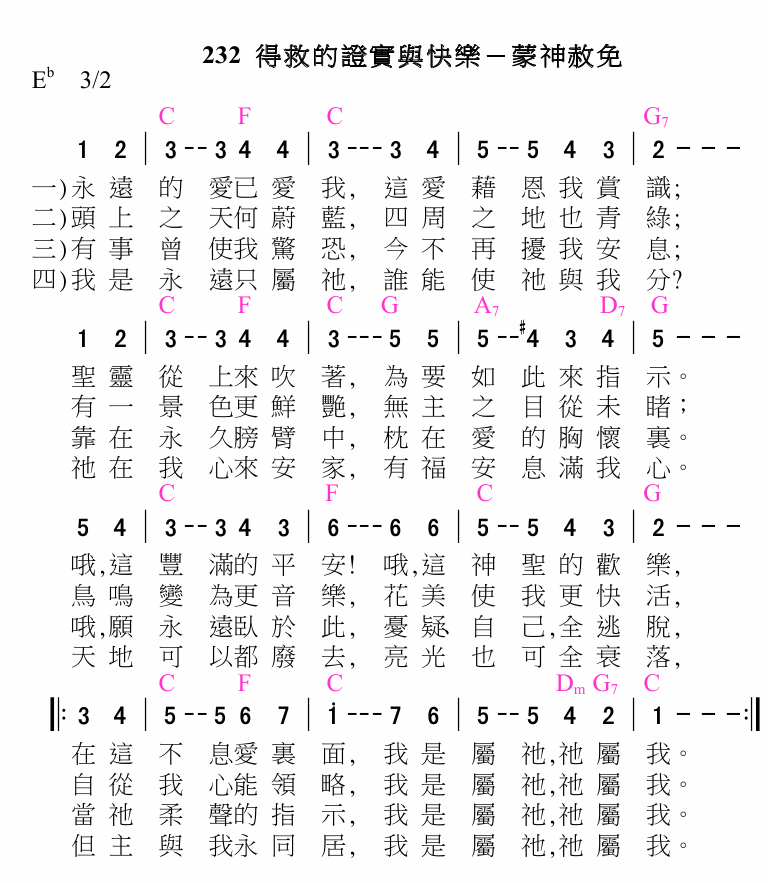 232 得救的證實與快樂－蒙神赦免
E♭ 3/2
C F C G7
1 2 | 3 -- 3 4 4 | 3 --- 3 4 | 5 -- 5 4 3 | 2 - - -
一)永遠的愛已愛我,這愛藉恩我賞識;
二)頭上之天何蔚藍,四周之地也青綠;
三)有事曾使我驚恐,今不再擾我安息;
四)我是永遠只屬祂,誰能使祂與我分?
C F C G A7 D7 G
1 2 | 3 -- 3 4 4 | 3 --- 5 5 | 5 -- #4 3 4 | 5 - - -
聖靈從上來吹著,為要如此來指示。
有一景色更鮮艷,無主之目從未睹;
靠在永久膀臂中,枕在愛的胸懷裏。
祂在我心來安家,有福安息滿我心。
C F C G
5 4 | 3 -- 3 4 3 | 6 --- 6 6 | 5 -- 5 4 3 | 2 - - -
哦,這豐滿的平安!哦,這神聖的歡樂,
鳥鳴變為更音樂,花美使我更快活,
哦,願永遠臥於此,憂疑自己,全逃脫,
天地可以都廢去,亮光也可全衰落,
C F C Dm G7 C
‖: 3 4 | 5 -- 5 6 7 | i --- 7 6 | 5 -- 5 4 2 | 1 - - - :‖
在這不息愛裏面,我是屬祂,祂屬我。
自從我心能領略,我是屬祂,祂屬我。
當祂柔聲的指示,我是屬祂,祂屬我。
但主與我永同居,我是屬祂,祂屬我。